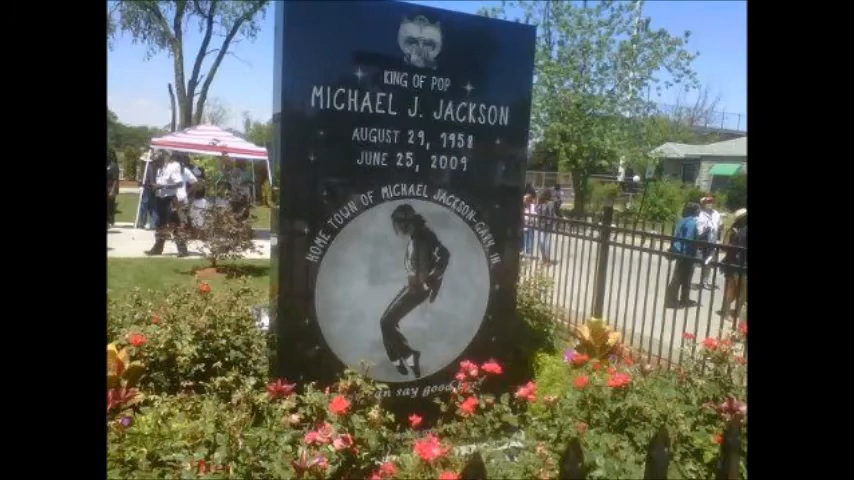 KING OF POP
MICHAEL J. JACKSON
AUGUST 29, 1958
JUNE 25, 2009
HOME TOWN OF MICHAEL JACKSON-GARY, IN
can say good